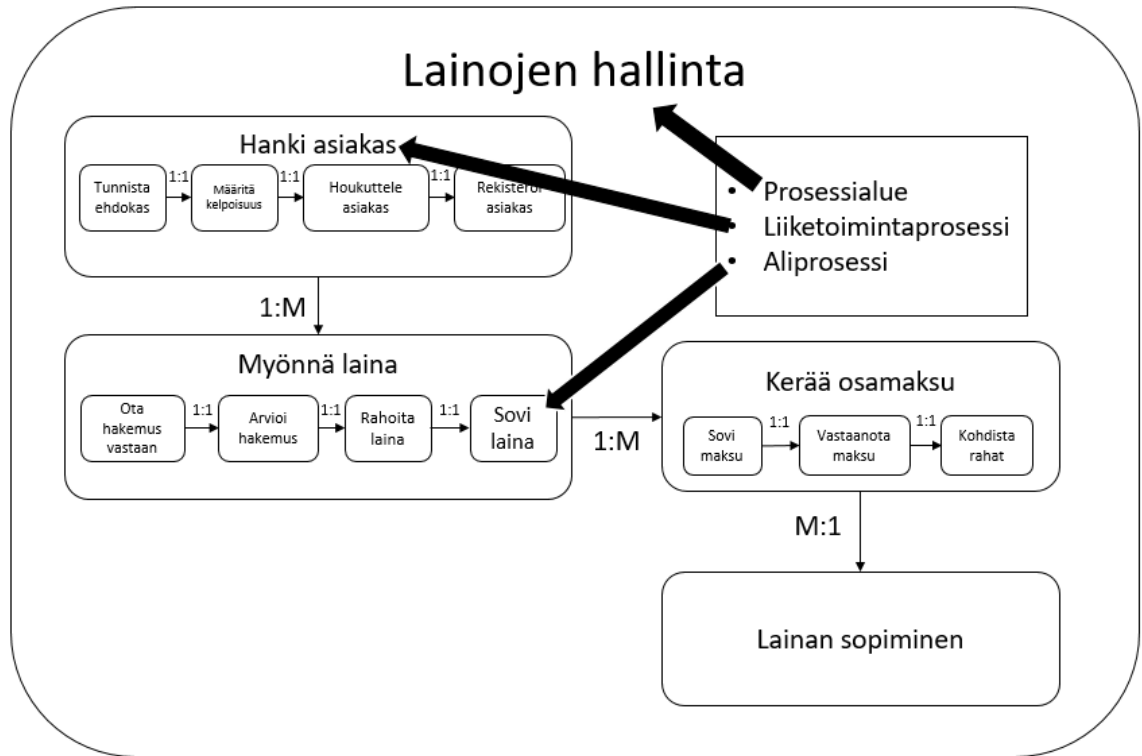 Lainojen hallinta
Hanki asiakas
Tunnista
ehdokas
1:1
Määritä
kelpoisuus
1:1
Houkuttele
asiakas
1:1
Rekisteröi
asiakas
• Prosessialue
• Liiketoimintaprosessi
• Aliprosessi
1:M
Myönnä laina
Ota
hakemus
vastaan
1:1
Arvioi
hakemus
1:1
Rahoita
laina
1:1
Sovi
laina
1:M
Kerää osamaksu
Sovi
maksu
1:1
Vastaanota
maksu
1:1
Kohdista
rahat
M:1
Lainan sopiminen